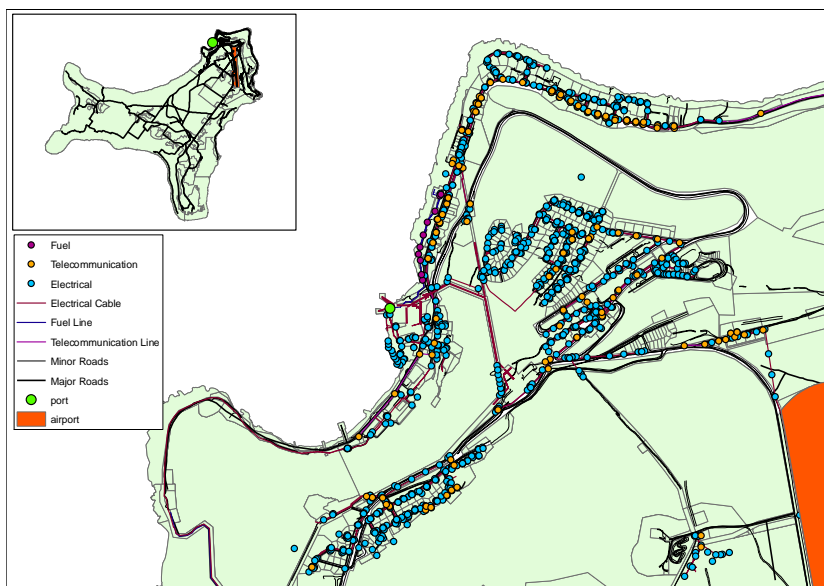 Fuel
Telecommunication
Electrical
Electrical Cable
Fuel Line
Telecommunication Line
Minor Roads
Major Roads
port
airport